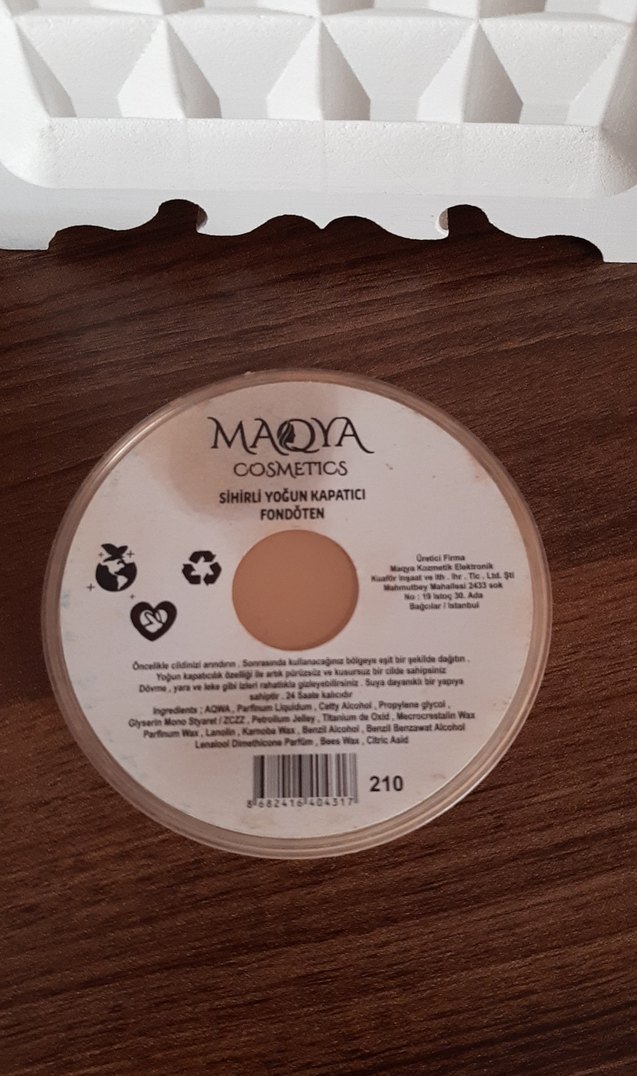 MAQYA
COSMETICS
SİHİRLİ YOĞUN KAPATICI
FONDÖTEN
Üretici Firma
Maqya Kozmetik Elektronik
Kuaför İnşaat ve ith . İhr . Tic . Ltd. Şti
Mahmutbey Mahallesi 2433 sok
No : 19 İstoç 30. Ada
Bağcılar / İstanbul
Öncelikle cildinizi arındırın . Sonrasında kullanacağınız bölgeye eşit bir şekilde dağıtın .
Yoğun kapatıcılık özelliği ile artık pürüzsüz ve kusursuz bir cilde sahipsiniz
Dövme , yara ve leke gibi izleri rahatlıkla gizleyebilirsiniz . Suya dayanıklı bir yapıya
sahiptir . 24 Saate kalıcıdır
Ingredients ; AQWA , Parfinum Liquidum , Cetty Alcohol , Propylene glycol ,
Glyserin Mono Styaret / ZCZZ , Petrolium Jelley , Titanium de Oxid , Mecrocrestalin Wax
Parfinum Wax , Lanolin , Karnoba Wax , Benzil Alcohol , Benzil Benzawat Alcohol
Lenalool Dimethicone Parfüm , Bees Wax , Citric Asid
8 682416 404317
210